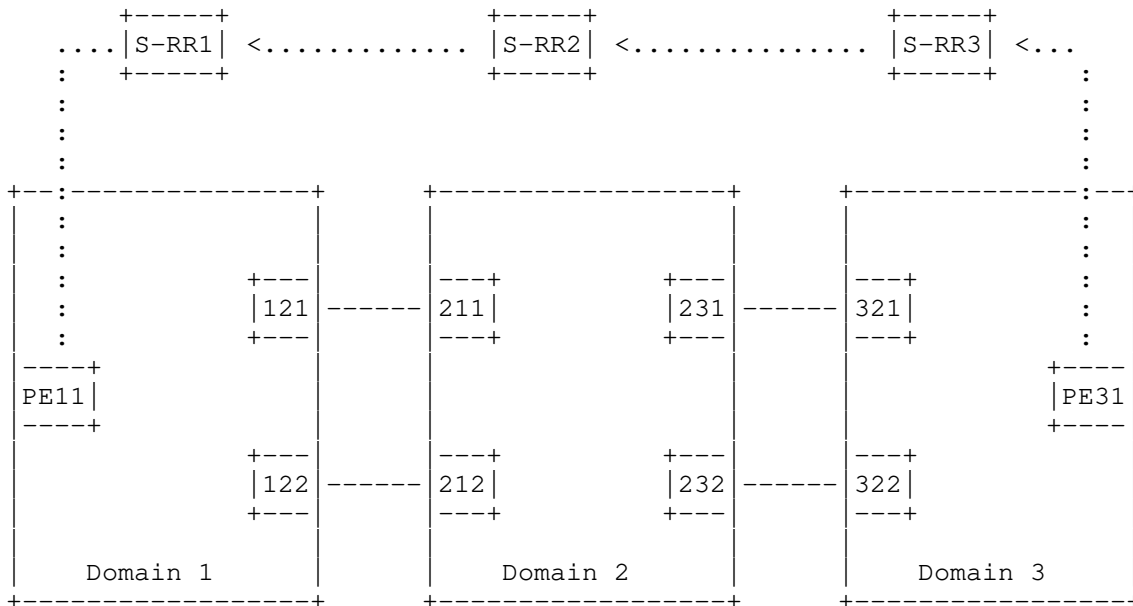 S-RR1 S-RR2 S-RR3
121 211 231 321
PE11 PE31
122 212 232 322
Domain 1 Domain 2 Domain 3